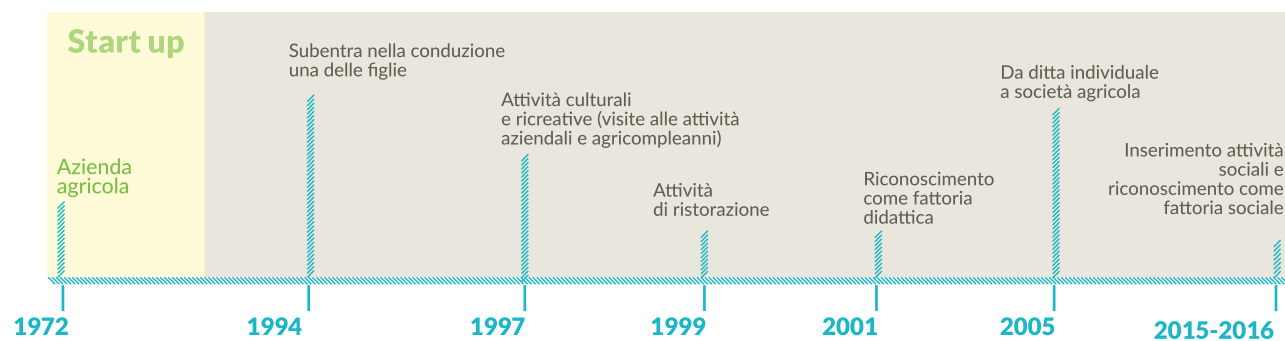 Start up
Azienda
agricola
Subentra nella conduzione
una delle figlie
Attività culturali
e ricreative (visite alle attività
aziendali e agricompleanni)
Attività
di ristorazione
Riconoscimento
come fattoria
didattica
Da ditta individuale
a società agricola
Inserimento attività
sociali e
riconoscimento come
fattoria sociale
1972
1994
1997
1999
2001
2005
2015-2016